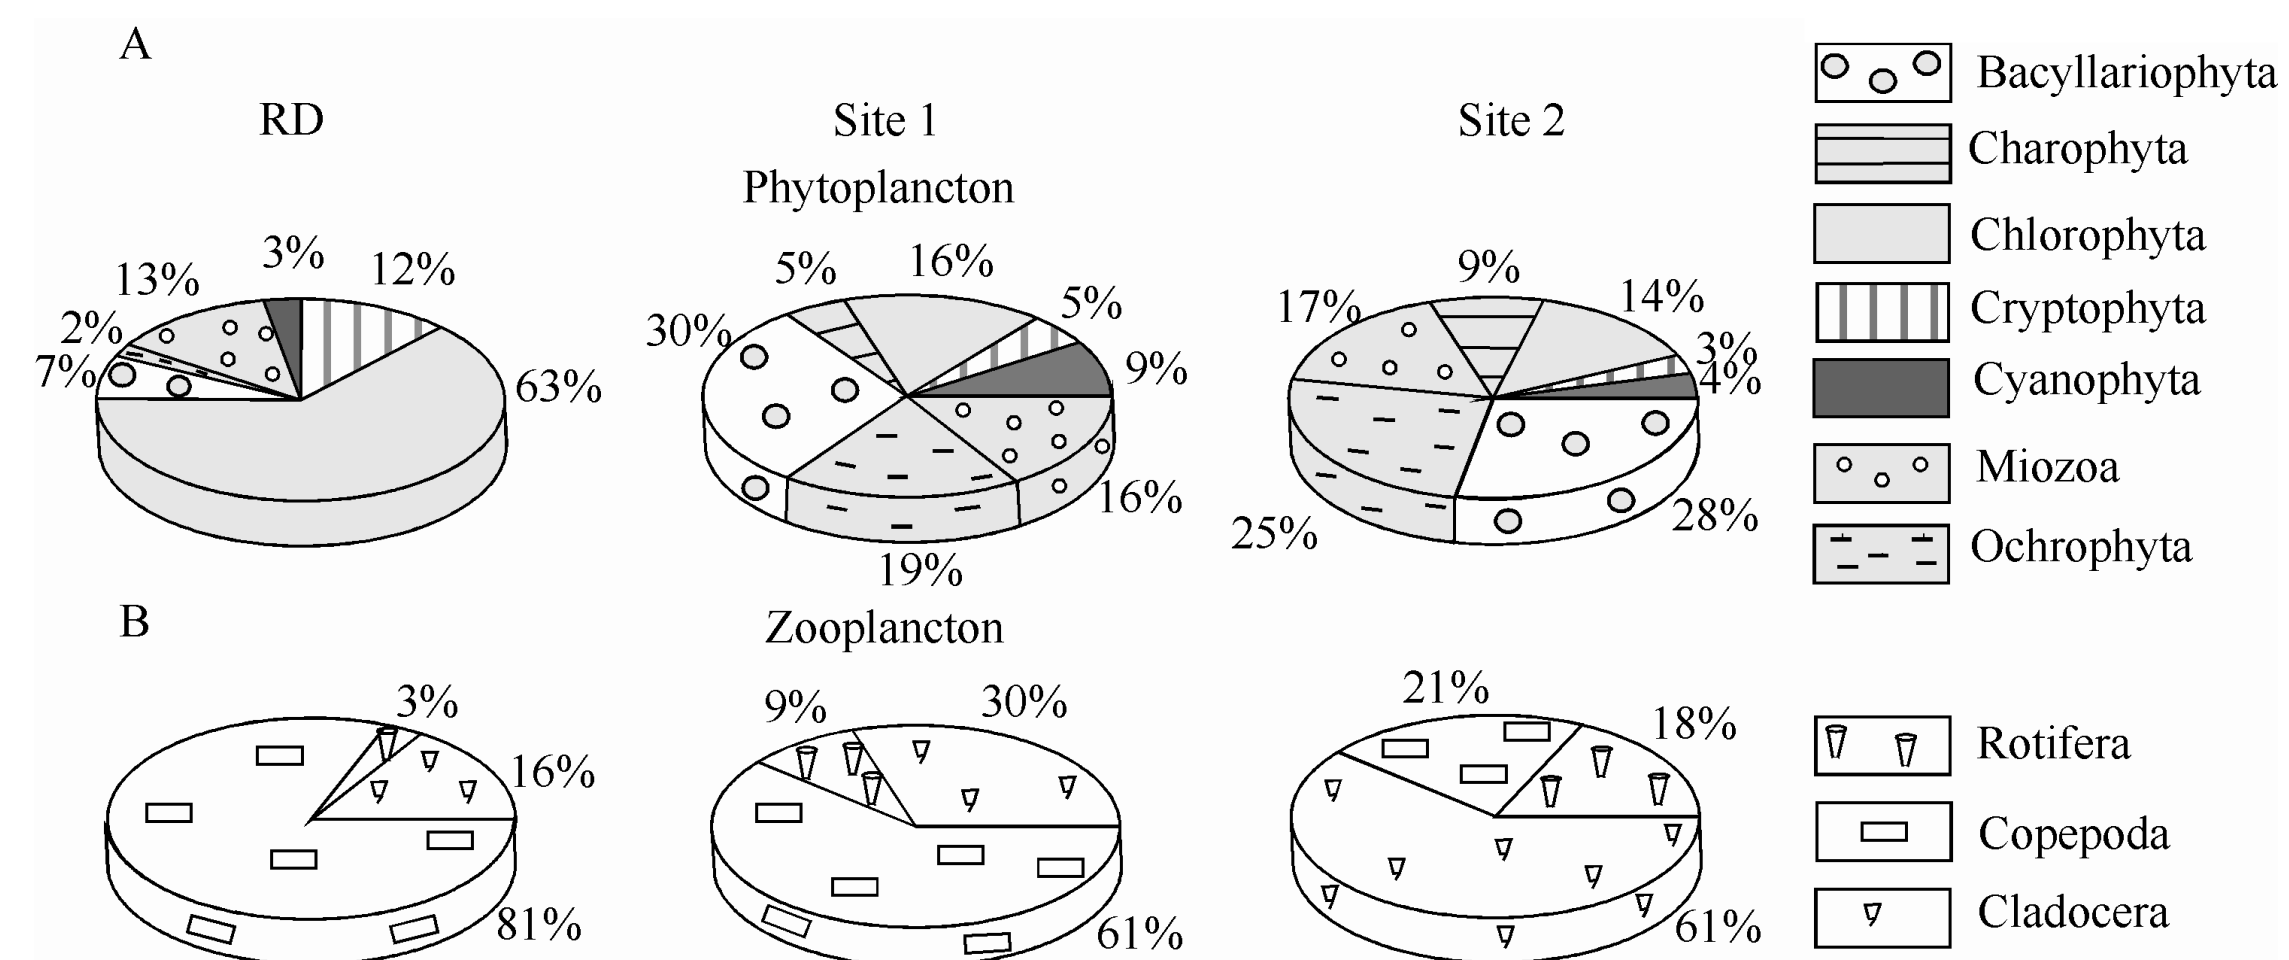 A
RD
Site 1
Site 2
Phytoplancton
3%
12%
13%
2%
7%
63%
5%
16%
5%
30%
9%
16%
19%
9%
14%
17%
3%
4%
25%
28%
Bacyllariophyta
Charophyta
Chlorophyta
Cryptophyta
Cyanophyta
Miozoa
Ochrophyta
B
Zooplancton
3%
16%
81%
9%
30%
61%
21%
18%
61%
Rotifera
Copepoda
Cladocera